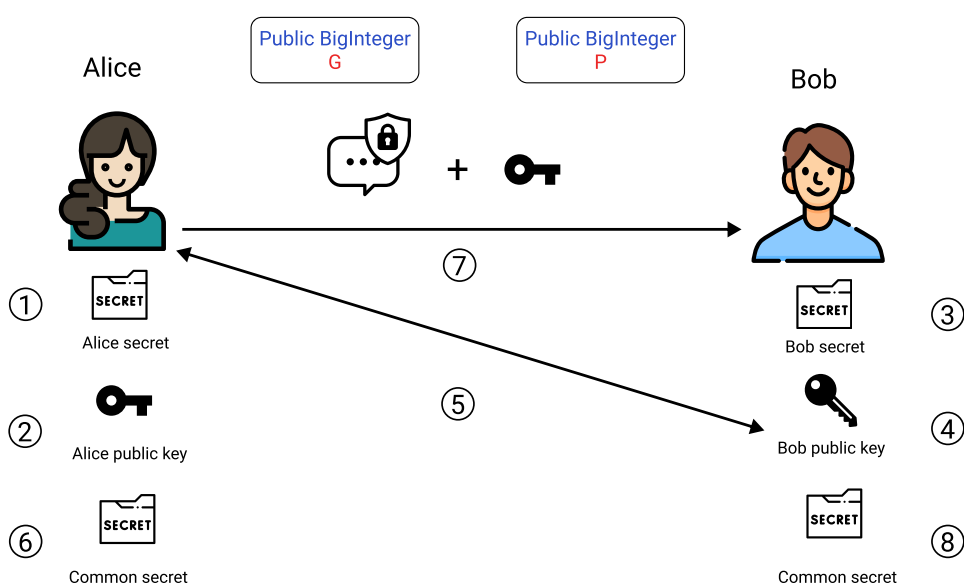 Public BigInteger
G
Public BigInteger
P
Alice
Bob
+
7
1
SECRET
Alice secret
SECRET
Bob secret
3
5
2
Alice public key
Bob public key
4
6
SECRET
Common secret
SECRET
Common secret
8